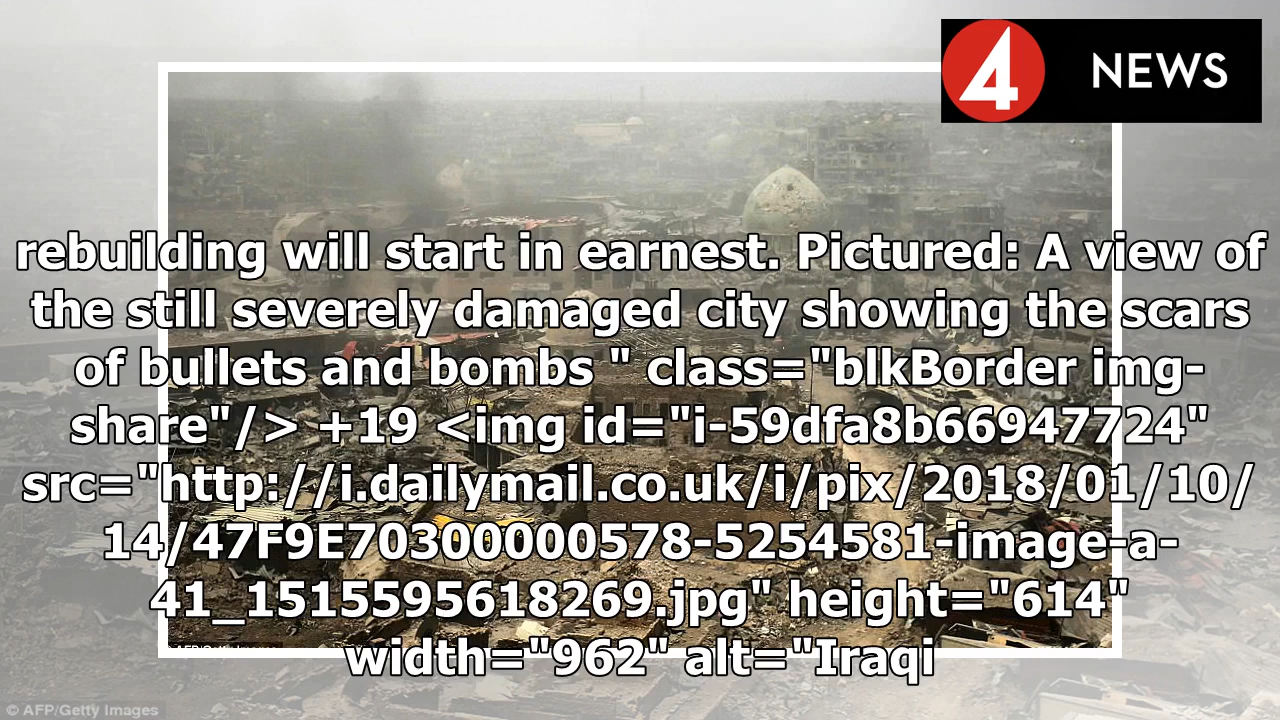 4 NEWS
rebuilding will start in earnest. Pictured: A view of
the still severely damaged city showing the scars
of bullets and bombs " class="blkBorder img-
share"/> +19 <img id="i-59dfa8b66947724"
src="http://i.dailymail.co.uk/i/pix/2018/01/10/
14/47F9E70300000578-5254581-image-a-
41_1515595618269.jpg" height="614"
width="962" alt="Iraqi
© AFP/Getty Images